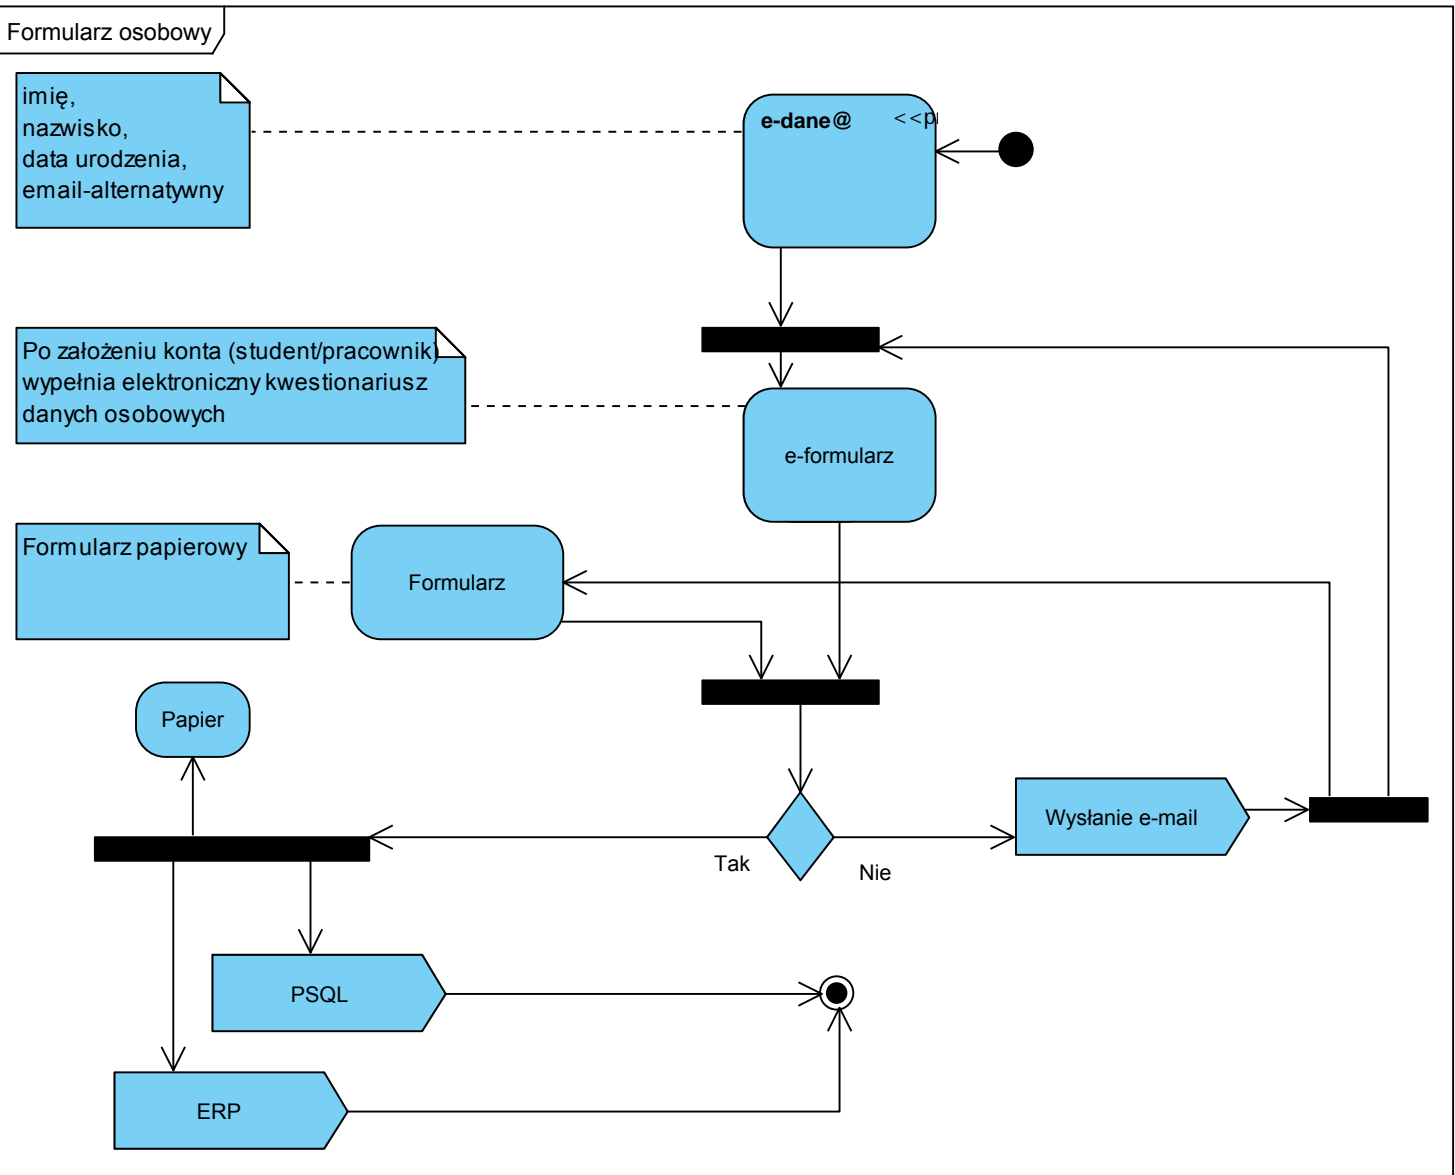 Formularz osobowy
imię,
nazwisko,
data urodzenia,
email-alternatywny
e-dane@ <<p
Po założeniu konta (student/pracownik)
wypełnia elektroniczny kwestionariusz
danych osobowych
e-formularz
Formularz papierowy
Formularz
Papier
Wysłanie e-mail
Tak
Nie
PSQL
ERP